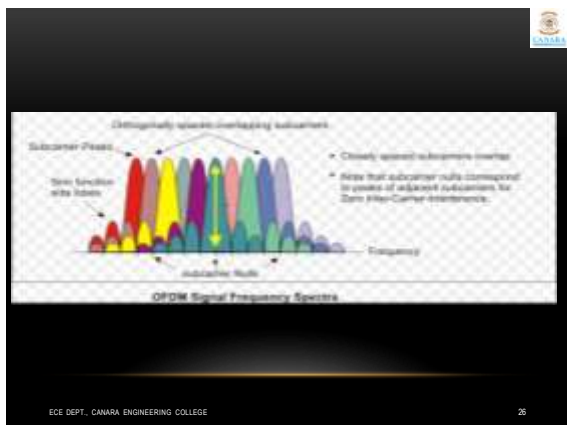 CANARA
Orthogonally spaced overlapping subcarriers
Subcarrier Peaks
• Closely spaced subcarriers overlap
Sinc function
side lobes
• Note that subcarrier nulls correspond
to peaks of adjacent subcarriers for
Zero Inter-Carrier-Interference.
Frequency
subcarrier Nulls
OFDM Signal Frequency Spectra
ECE DEPT., CANARA ENGINEERING COLLEGE
26